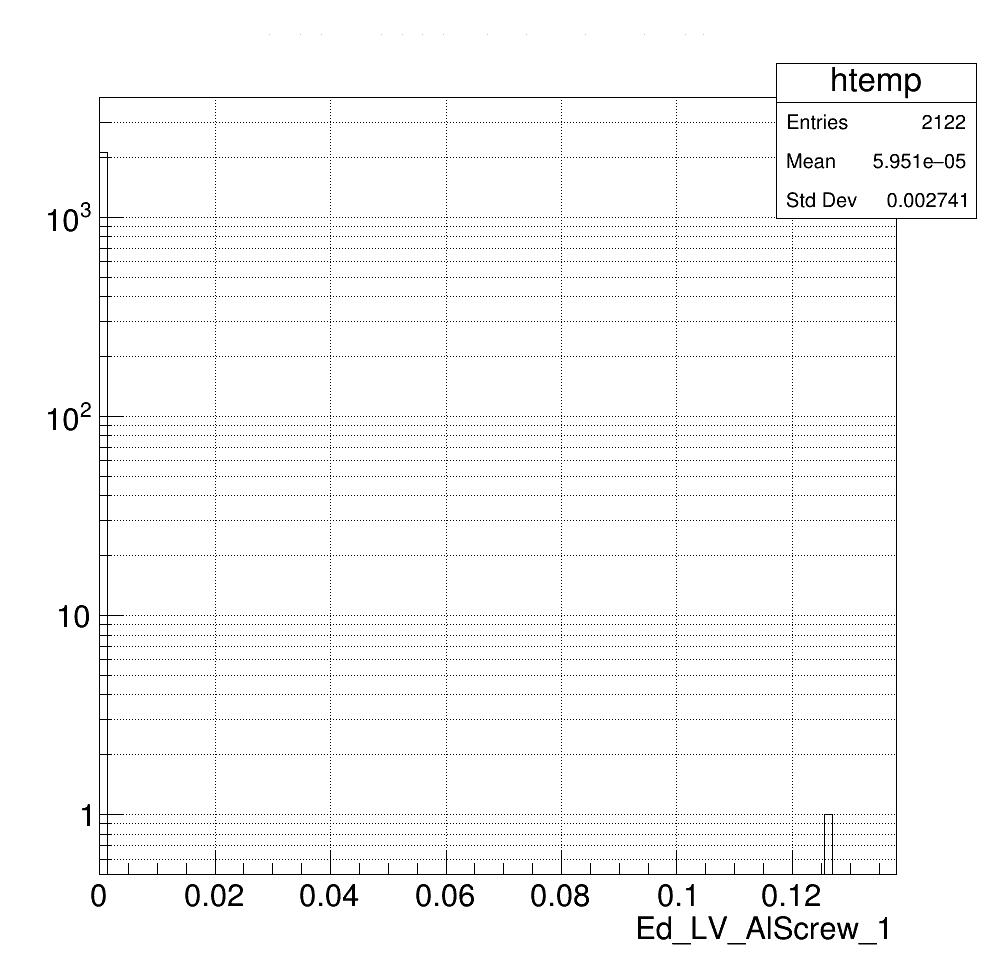 htemp
Entries 2122
Mean 5.951e−05
Std Dev 0.002741
10³
10²
10
1
0 0.02 0.04 0.06 0.08 0.1 0.12
Ed_LV_AlScrew_1